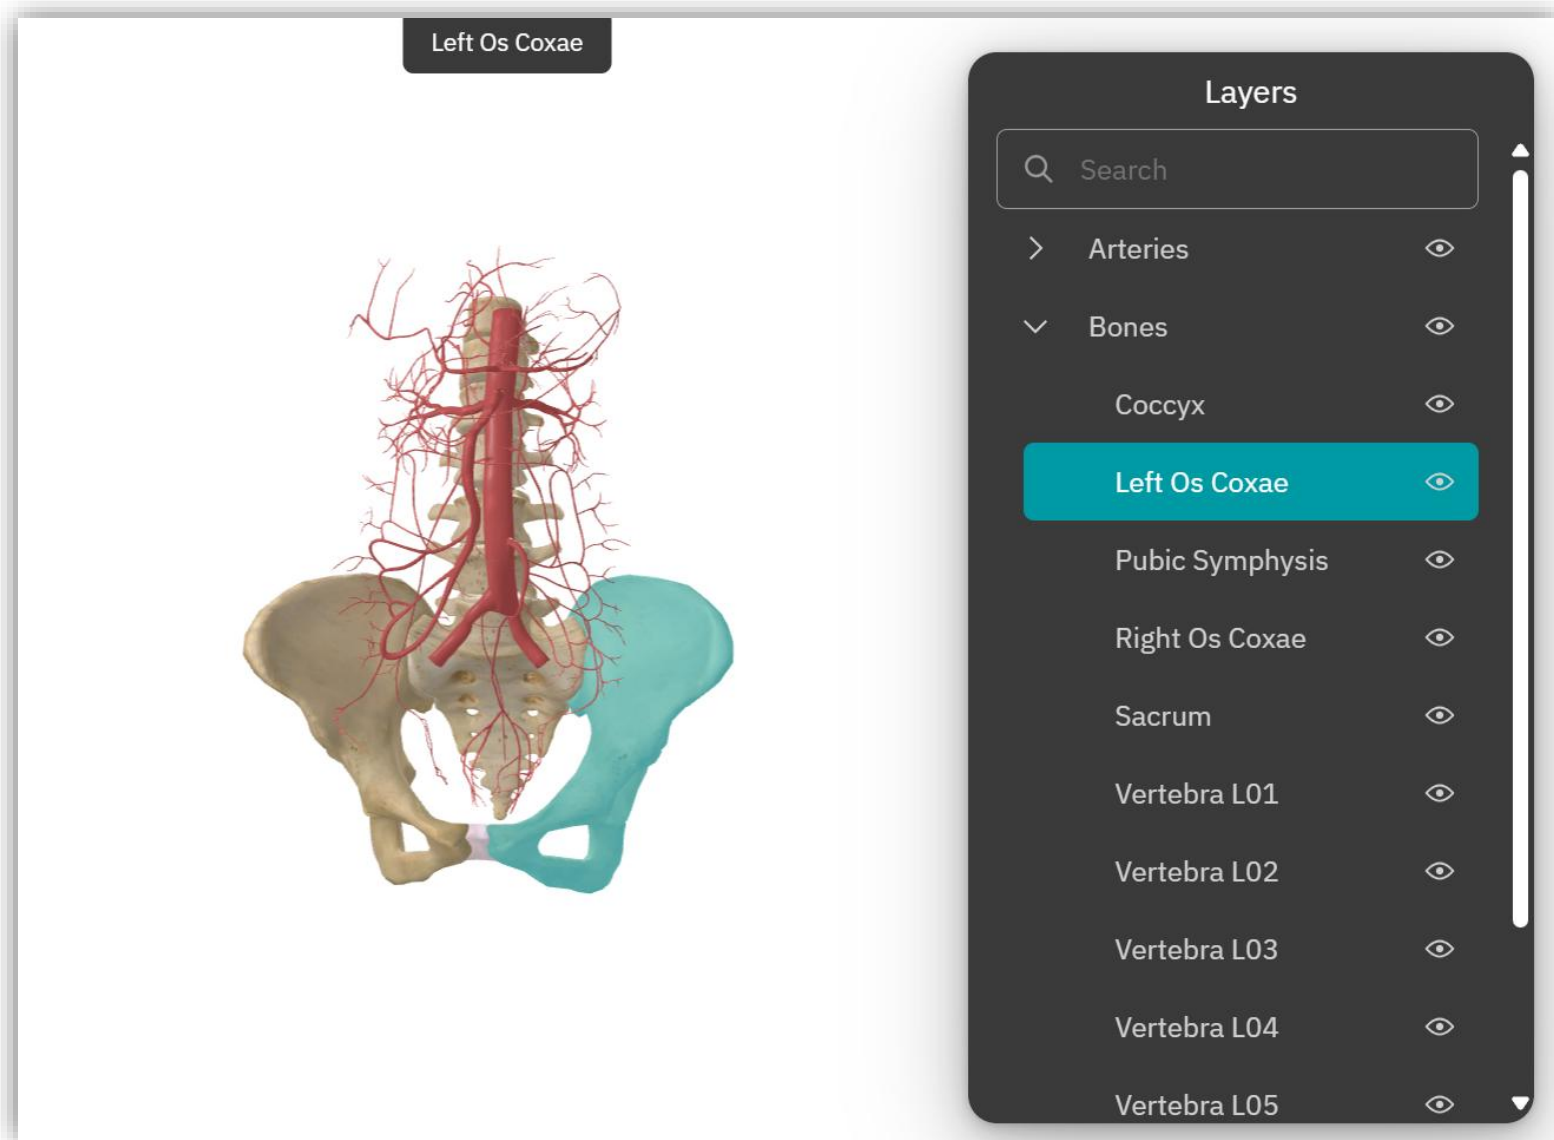 Left Os Coxae
Layers
Search
Arteries
Bones
Coccyx
Left Os Coxae
Pubic Symphysis
Right Os Coxae
Sacrum
Vertebra L01
Vertebra L02
Vertebra L03
Vertebra L04
Vertebra L05